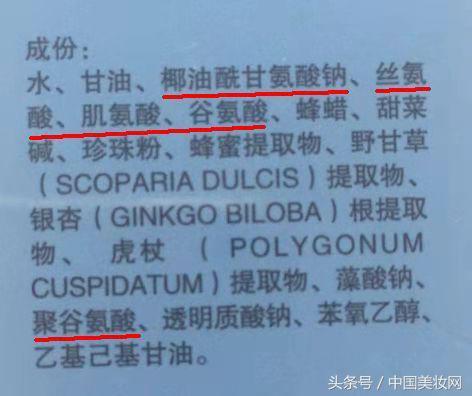 成份：
水、甘油、椰油酰甘氨酸钠、丝氨
酸、肌氨酸、谷氨酸、蜂蜡、甜菜
碱、珍珠粉、蜂蜜提取物、野甘草
（SCOPARIA DULCIS）提取物、
银杏（GINKGO BILOBA）根提取
物、虎杖（POLYGONUM
CUSPIDATUM）提取物、藻酸钠、
聚谷氨酸、透明质酸钠、苯氧乙醇、
乙基己基甘油。
头条号／中国美妆网